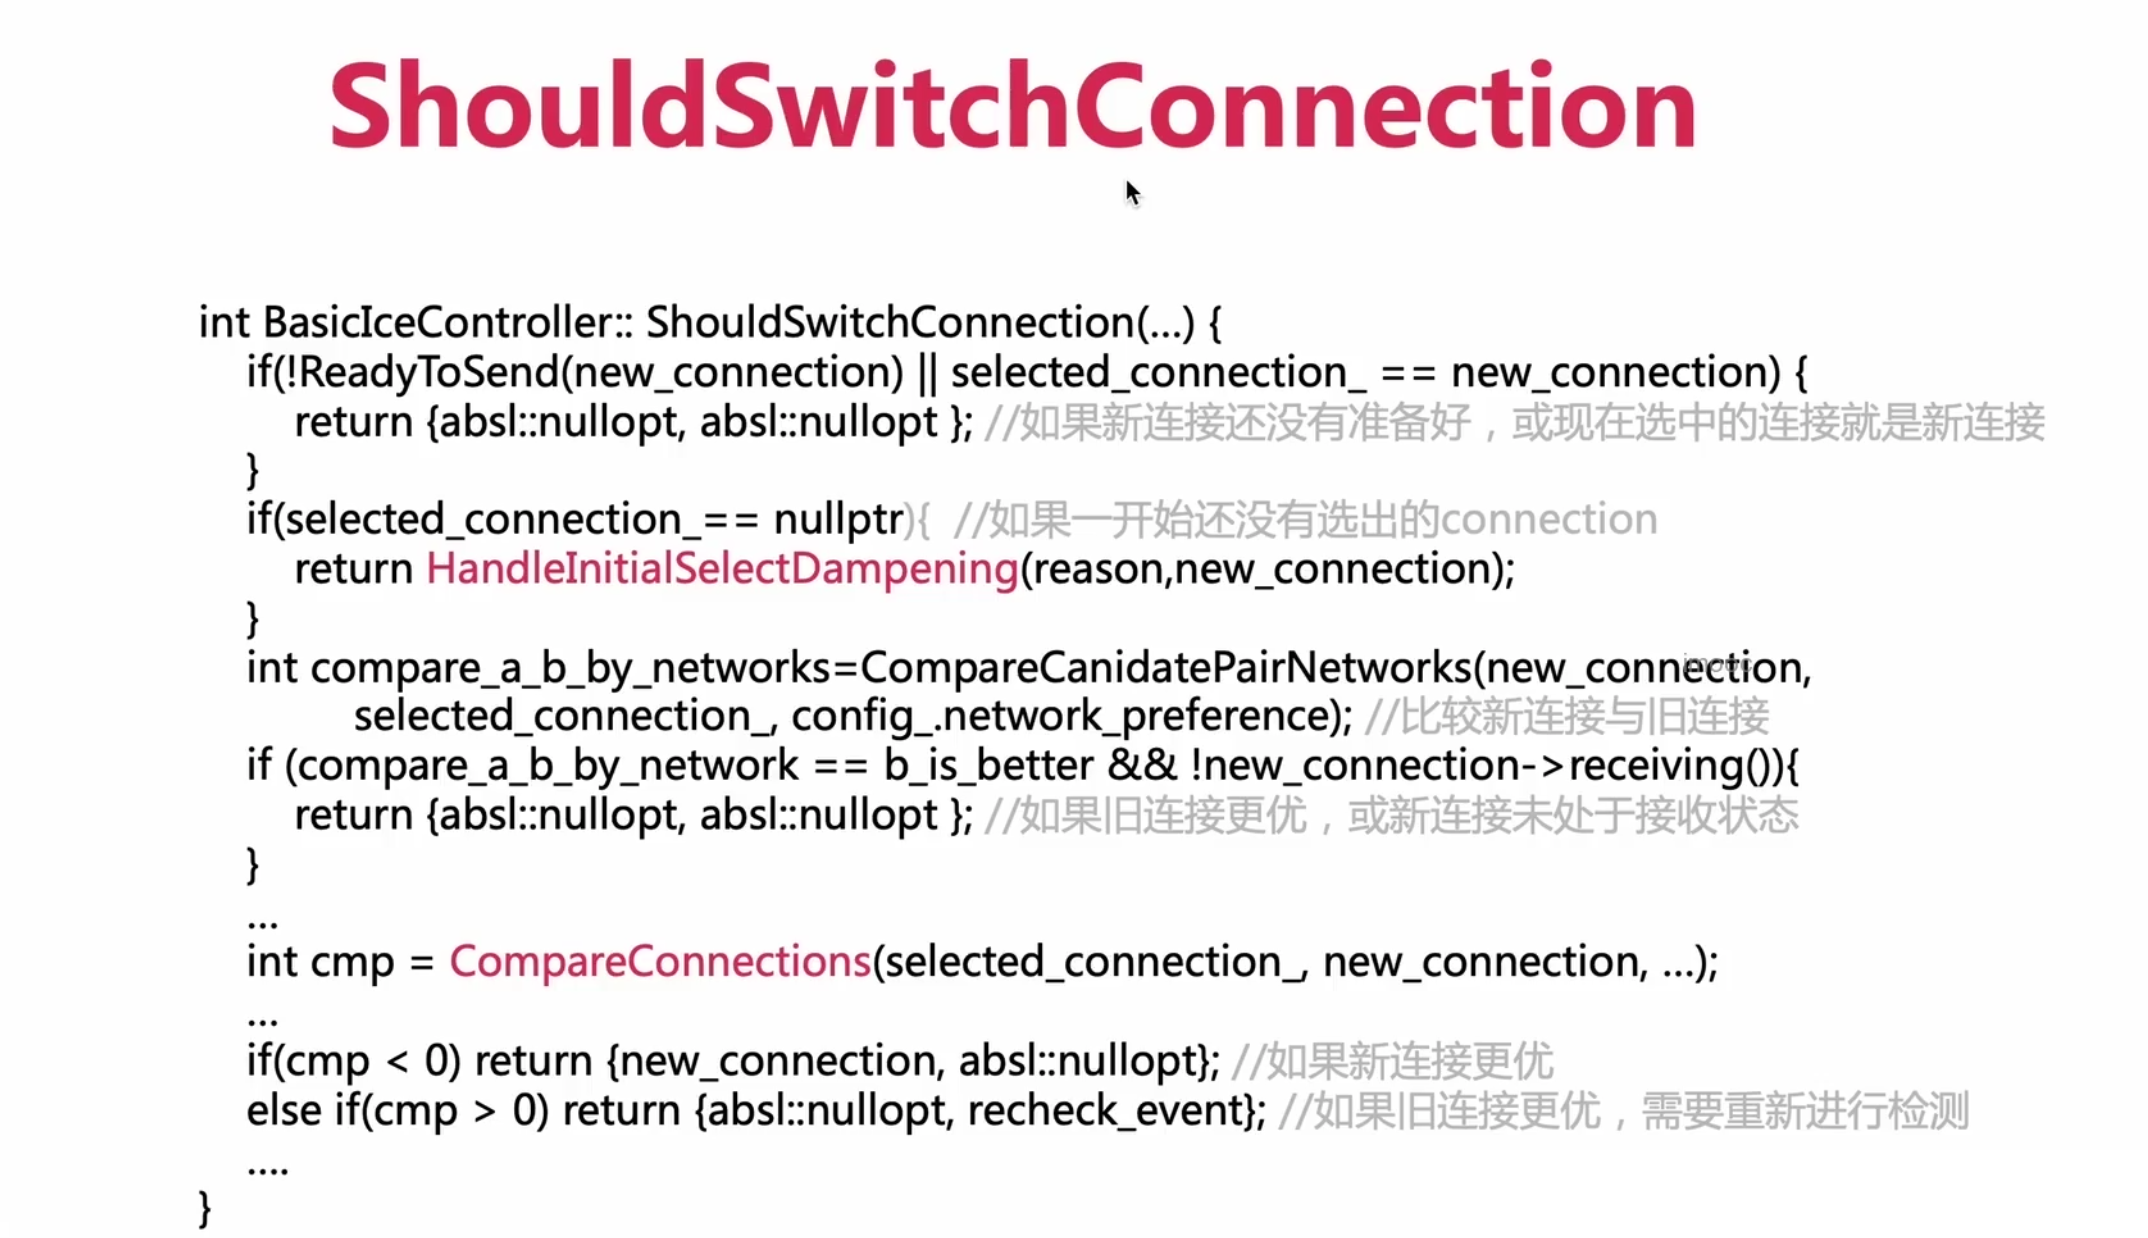 ShouldSwitchConnection
int BasicIceController:: ShouldSwitchConnection(...) {
if(!ReadyToSend(new_connection) || selected_connection_ == new_connection) {
return {absl::nullopt, absl::nullopt }; //如果新连接还没有准备好，或现在选中的连接就是新连接
}
if(selected_connection_== nullptr){ //如果一开始还没有选出的connection
return HandleInitialSelectDampening(reason,new_connection);
}
int compare_a_b_by_networks=CompareCanidatePairNetworks(new_connection,
imooc
selected_connection_, config_.network_preference); //比较新连接与旧连接
if (compare_a_b_by_network == b_is_better && !new_connection->receiving()){
return {absl::nullopt, absl::nullopt }; //如果旧连接更优，或新连接未处于接收状态
}
...
int cmp = CompareConnections(selected_connection_, new_connection, ...);
...
if(cmp < 0) return {new_connection, absl::nullopt}; //如果新连接更优
else if(cmp > 0) return {absl::nullopt, recheck_event}; //如果旧连接更优，需要重新进行检测
....
}